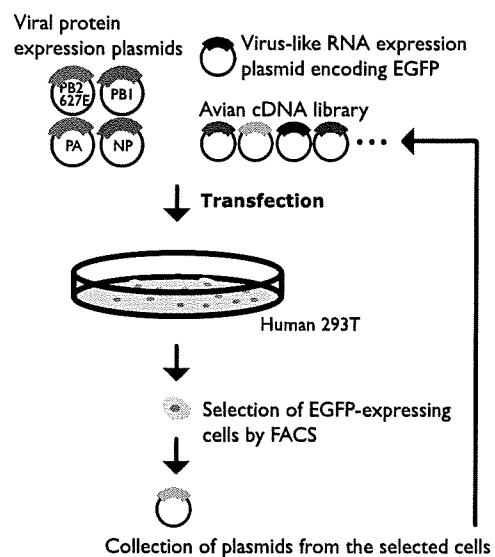 Viral protein
expression plasmids
PB2
627E
PB1
PA
NP
Virus-like RNA expression
plasmid encoding EGFP
Avian cDNA library
Transfection
Human 293T
Selection of EGFP-expressing
cells by FACS
Collection of plasmids from the selected cells